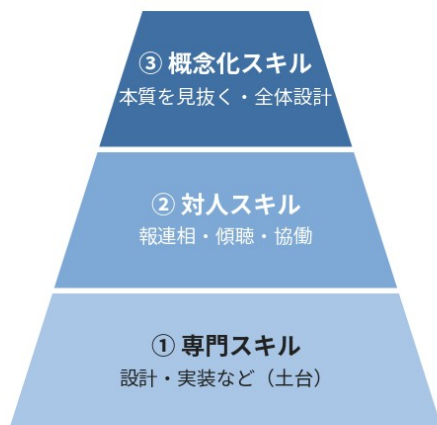 ③ 概念化スキル
本質を見抜く・全体設計
② 対人スキル
報連相・傾聴・協働
① 専門スキル
設計・実装など（土台）